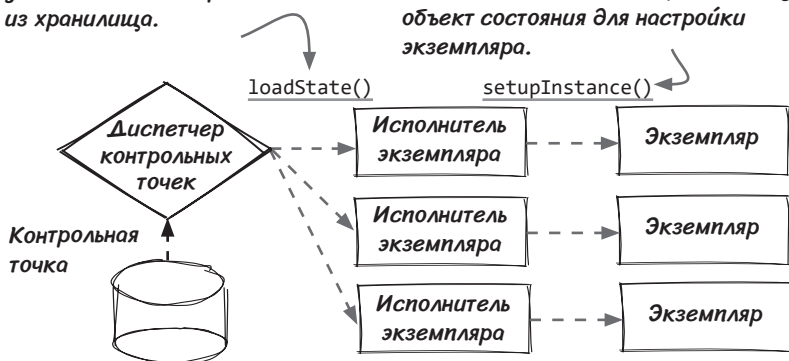 из хранилища.
объект состояния для настройки
экземпляра.
loadState()
setupInstance()
Диспетчер
контрольных
точек
Исполнитель
экземпляра
Экземпляр
Исполнитель
экземпляра
Экземпляр
Исполнитель
экземпляра
Экземпляр
Контрольная
точка